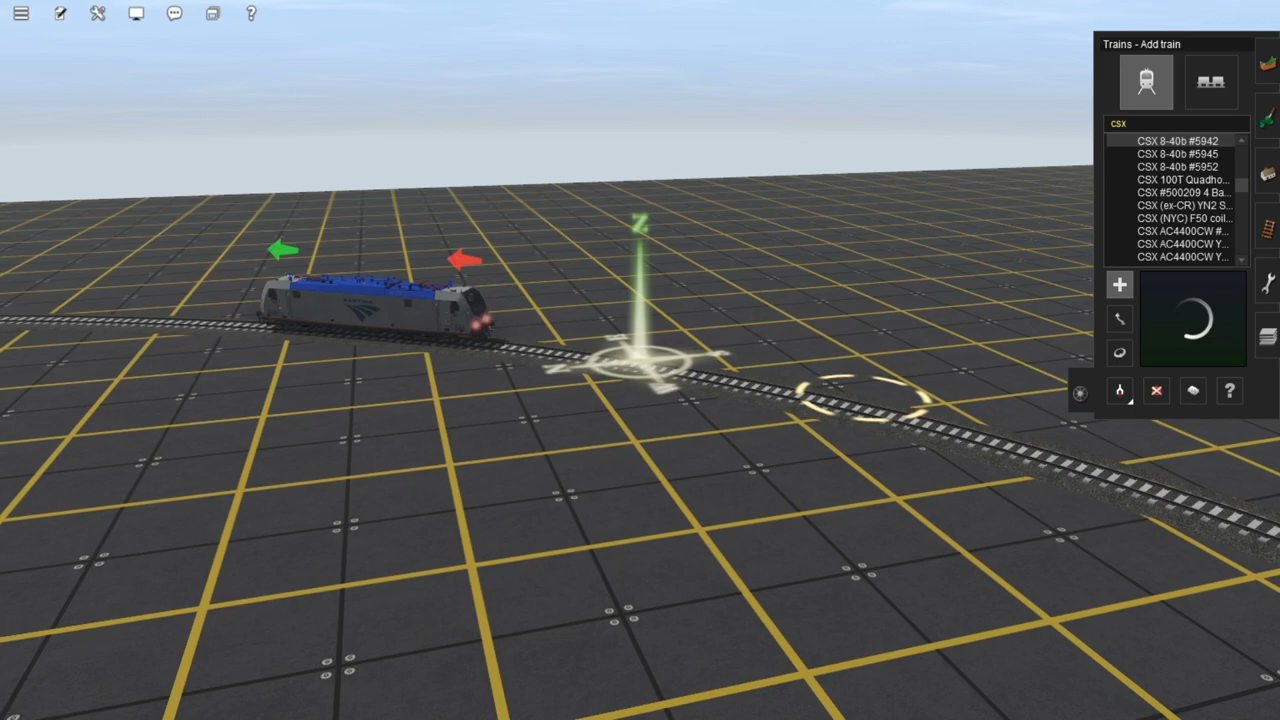 Trains - Add train
CSX
CSX 8-40b #5942
CSX 8-40b #5945
CSX 8-40b #5952
CSX 100T Quadho...
CSX #500209 4 Ba...
CSX (ex-CR) YN2 S...
CSX (NYC) F50 coil...
CSX AC4400CW #...
CSX AC4400CW Y...
CSX AC4400CW Y...